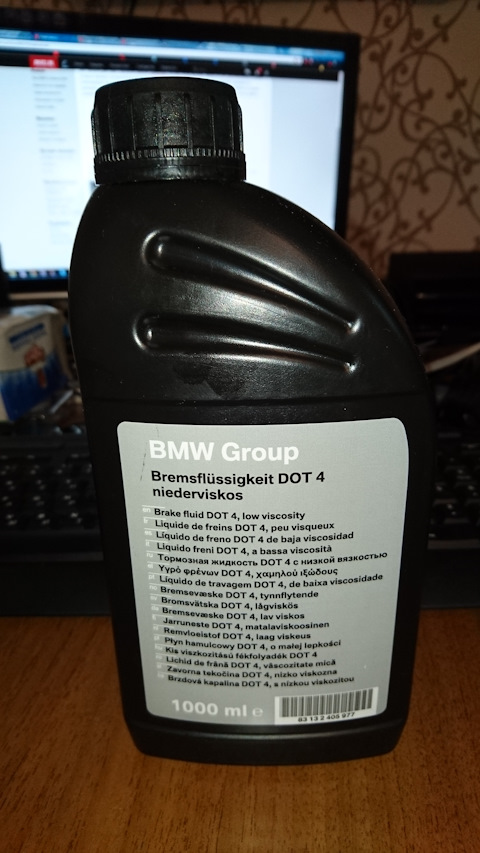 BMW Group
Bremsflüssigkeit DOT 4
niederviskos
Brake fluid DOT 4, low viscosity
Liquide de freins DOT 4, peu visqueux
Líquido de freno DOT 4 de baja viscosidad
Liquido freni DOT 4, a bassa viscosità
Тормозная жидкость DOT 4 с низкой вязкостью
Υγρό φρένων DOT 4, χαμηλού ιξώδους
Líquido de travagem DOT 4, de baixa viscosidade
Bremsevæske DOT 4, tynnflytende
Bromsvätska DOT 4, lågviskös
Bremsevæske DOT 4, lav viskos
Jarruneste DOT 4, matalaviskoosinen
Remvloeistof DOT 4, laag viskeus
Płyn hamulcowy DOT 4, o małej lepkości
Kis viszkozitású fékfolyadék DOT 4
Lichid de frână DOT 4, vâscozitate mică
Zavorna tekočina DOT 4, nizko viskozna
Brzdová kapalina DOT 4, s nízkou viskozitou
1000 ml e
83 13 2 405 977